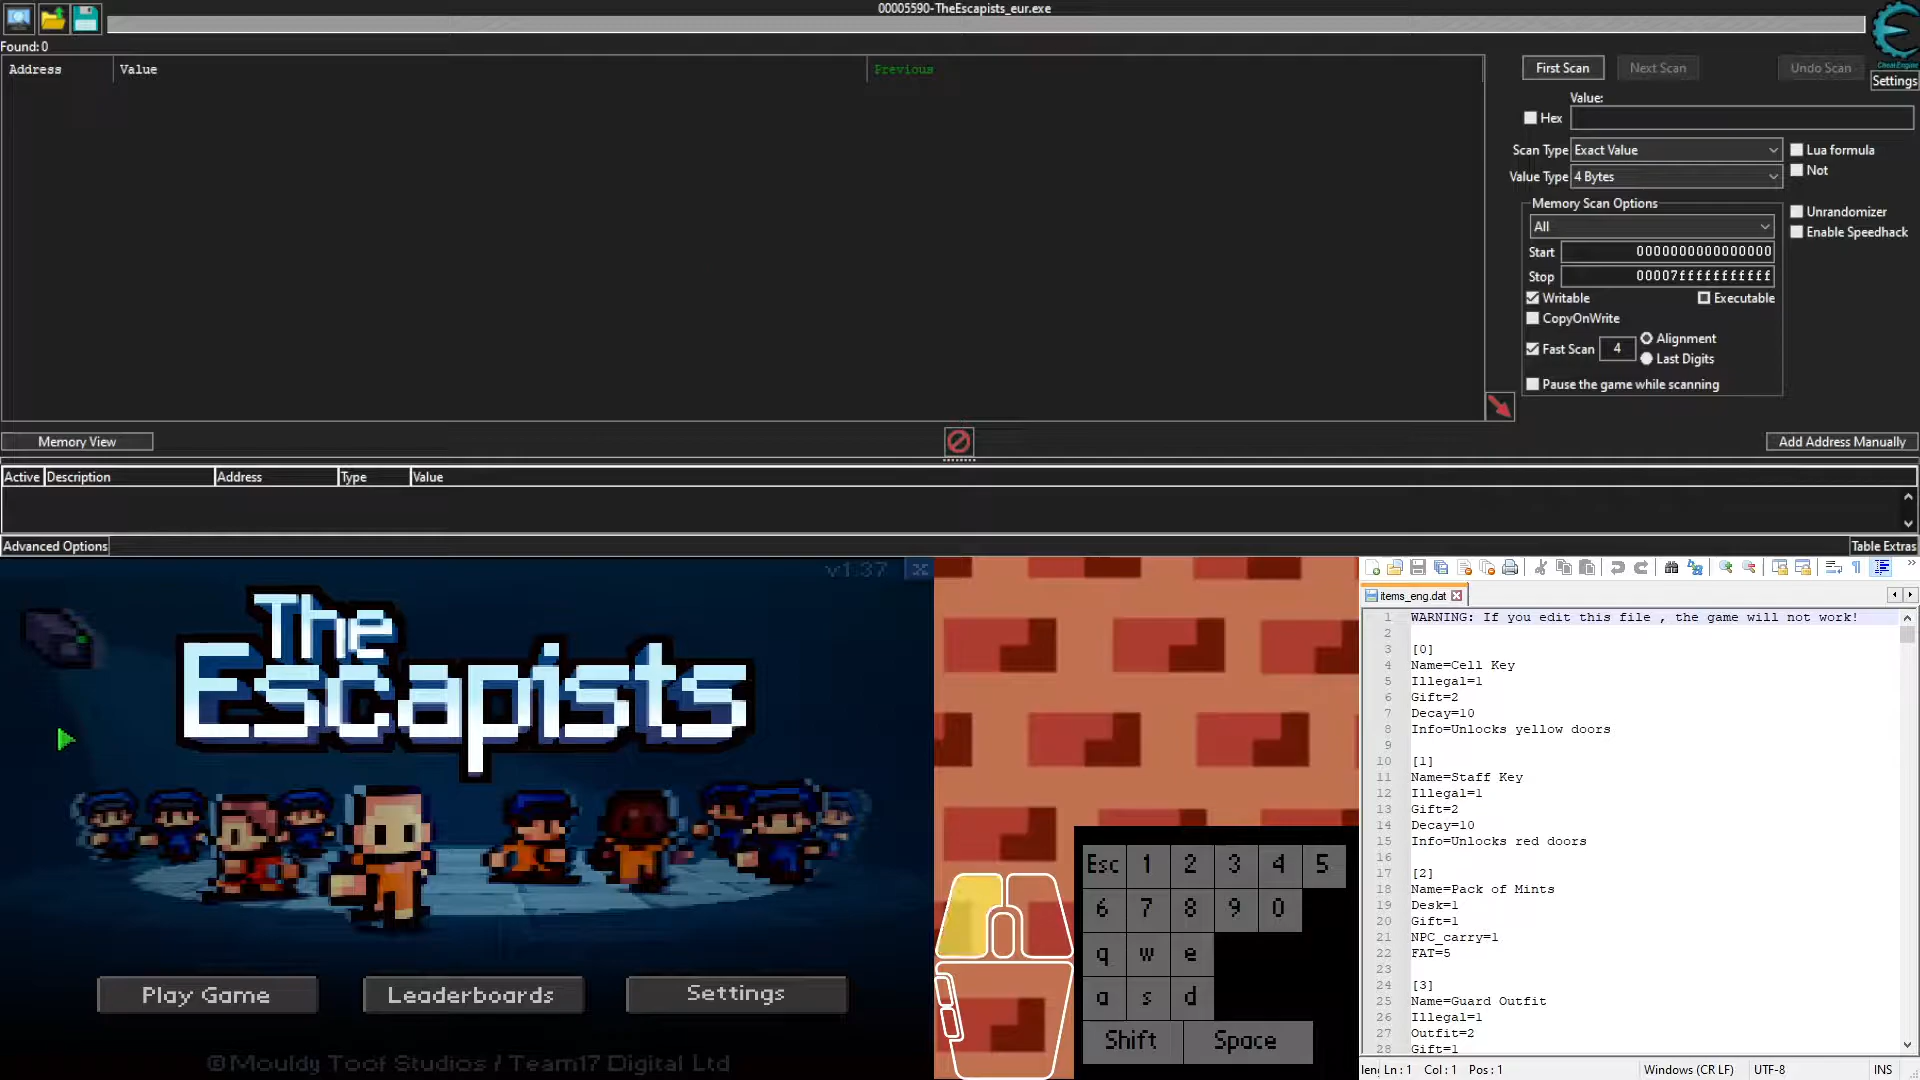 00005590-TheEscapists_eur.exe
Found: 0
Address Value Previous
First Scan Next Scan Undo Scan
Cheat Engine
Settings
Value:
Hex
Scan Type Exact Value Lua formula
Not
Value Type 4 Bytes
Memory Scan Options
All
Unrandomizer
Enable Speedhack
Start 0000000000000000
Stop 00007fffffffffff
Writable Executable
CopyOnWrite
Fast Scan 4 Alignment
Last Digits
Pause the game while scanning
Memory View
Add Address Manually
Active Description Address Type Value
Advanced Options
Table Extras
v1.37 x
The
Escapists
Play Game
Leaderboards
Settings
©Mouldy Toof Studios / Team17 Digital Ltd
Esc 1 2 3 4 5
6 7 8 9 0
q w e
a s d
Shift Space
items_eng.dat
1 WARNING: If you edit this file , the game will not work!
2
3 [0]
4 Name=Cell Key
5 Illegal=1
6 Gift=2
7 Decay=10
8 Info=Unlocks yellow doors
9
10 [1]
11 Name=Staff Key
12 Illegal=1
13 Gift=2
14 Decay=10
15 Info=Unlocks red doors
16
17 [2]
18 Name=Pack of Mints
19 Desk=1
20 Gift=1
21 NPC_carry=1
22 FAT=5
23
24 [3]
25 Name=Guard Outfit
26 Illegal=1
27 Outfit=2
28 Gift=1
Ln: 1 Col: 1 Pos: 1 Windows (CR LF) UTF-8 INS